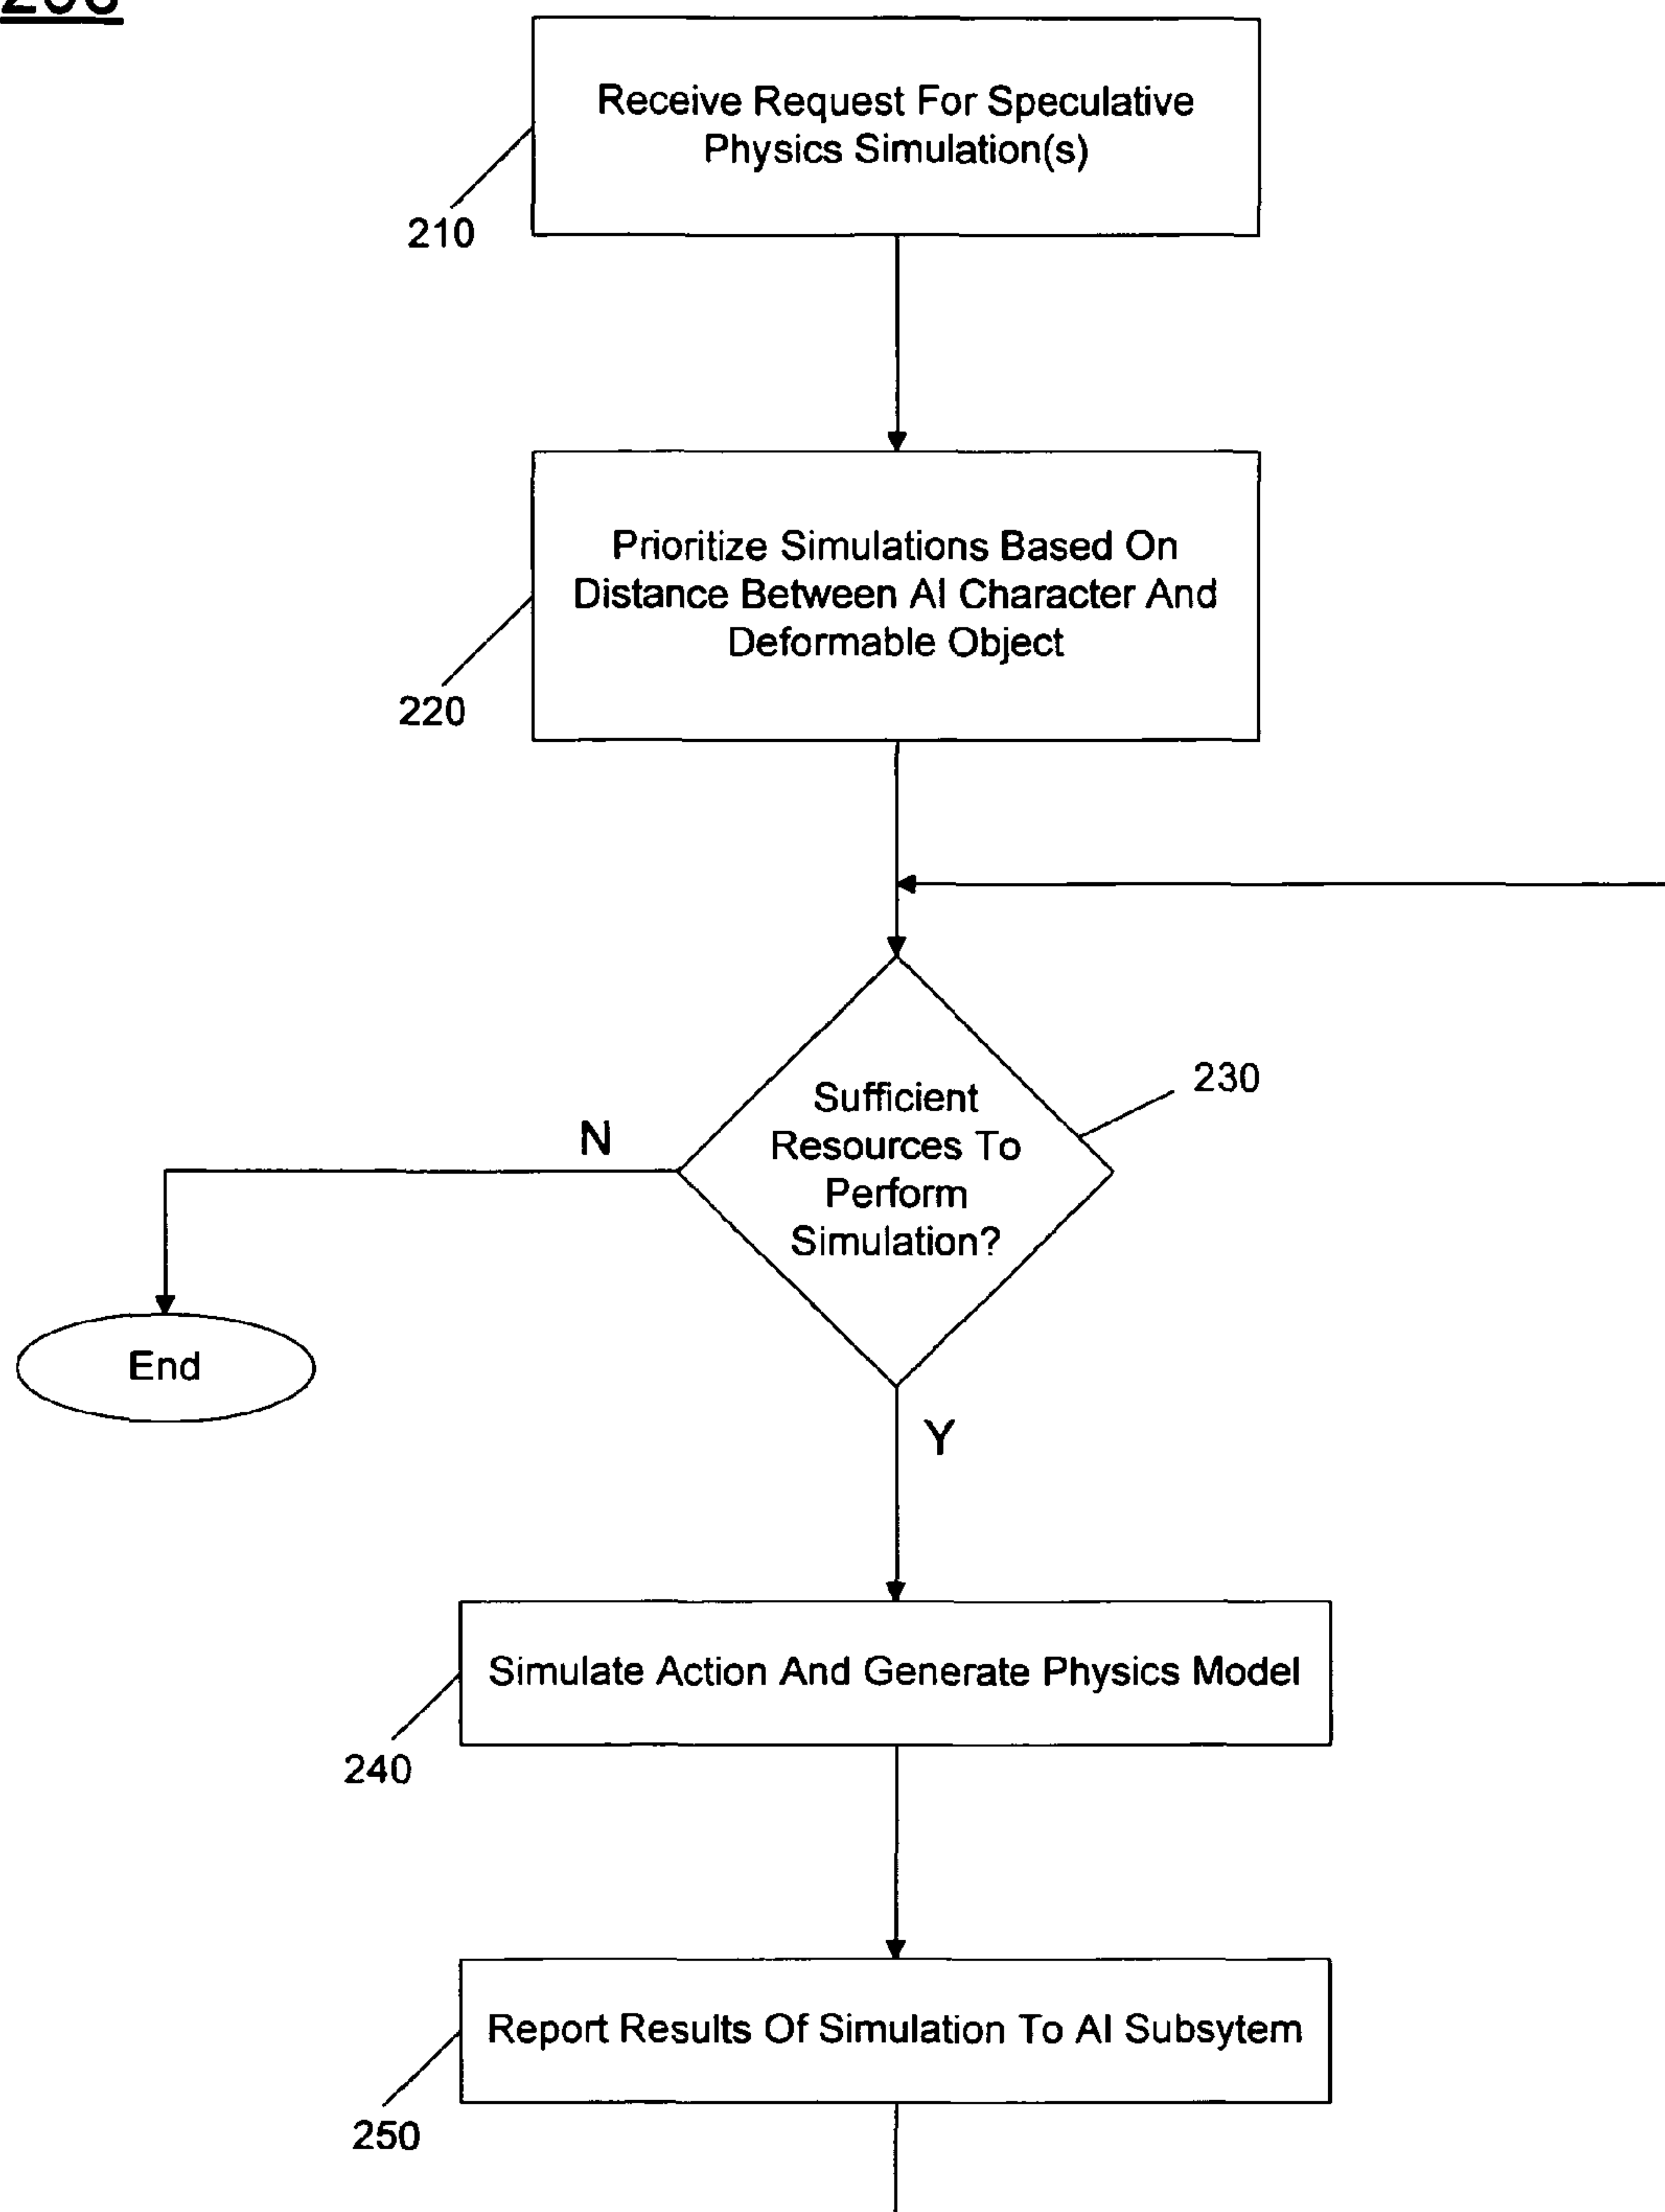 Receive Request For Speculative
Physics Simulation(s)
210
Prioritize Simulations Based On
Distance Between AI Character And
Deformable Object
220
230
Sufficient
Resources To
Perform
Simulation?
N
End
Y
Simulate Action And Generate Physics Model
240
Report Results Of Simulation To AI Subsytem
250